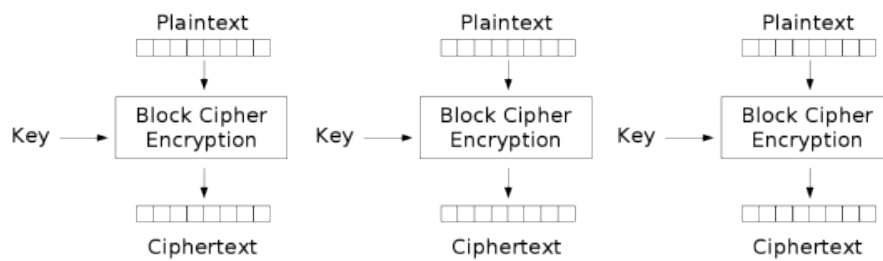 Plaintext Plaintext Plaintext
Block Cipher Block Cipher Block Cipher
Key Encryption Key Encryption Key Encryption
Ciphertext Ciphertext Ciphertext